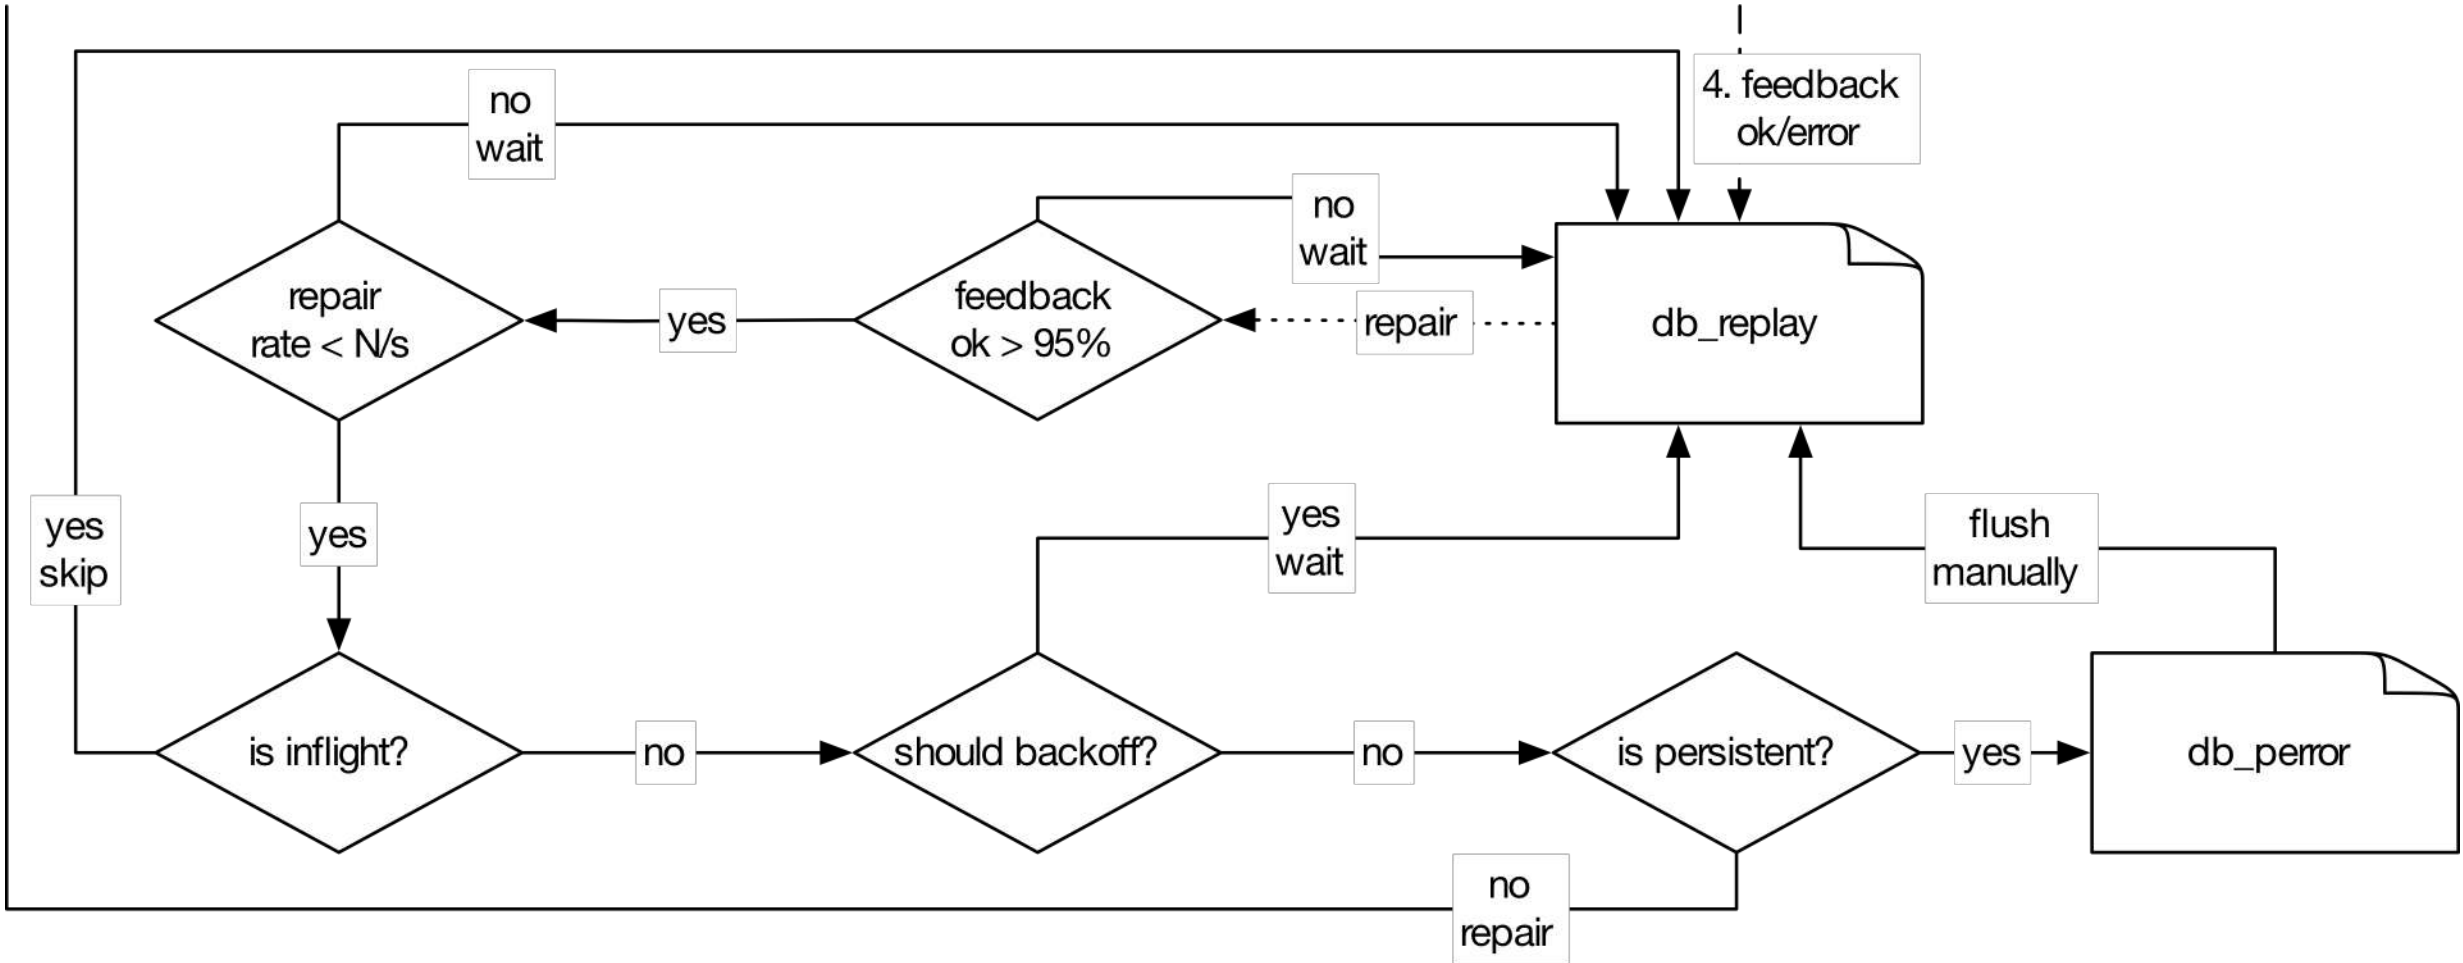 4. feedback
ok/error
no
wait
no
wait
repair
rate < N/s
yes
feedback
ok > 95%
repair
db_replay
yes
skip
yes
yes
wait
flush
manually
is inflight?
no
should backoff?
no
is persistent?
yes
db_perror
no
repair